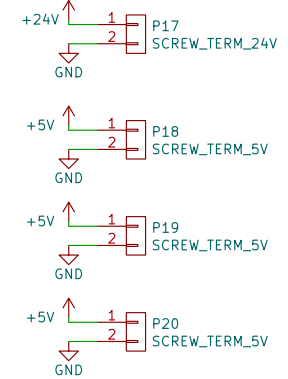 +24V 1 P17
2 SCREW_TERM_24V
GND
+5V 1 P18
2 SCREW_TERM_5V
GND
+5V 1 P19
2 SCREW_TERM_5V
GND
+5V 1 P20
2 SCREW_TERM_5V
GND